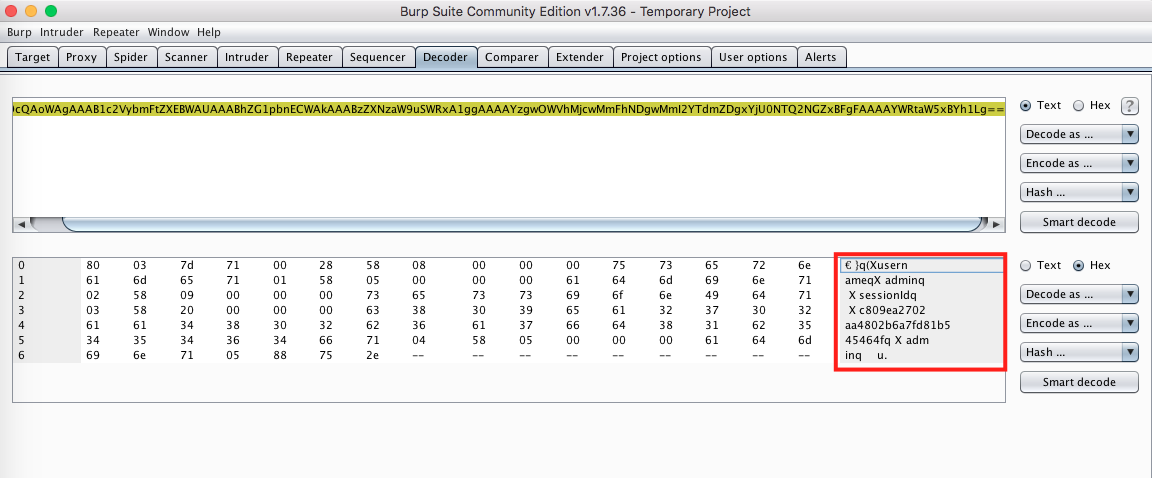 Burp Suite Community Edition v1.7.36 - Temporary Project
Burp Intruder Repeater Window Help
Target Proxy Spider Scanner Intruder Repeater Sequencer Decoder Comparer Extender Project options User options Alerts
cQAoWAgAAAB1c2VybmFtZXEBWAUAAABhZG1pbnECWAkAAABzZXNzaW9uSWRxA1ggAAAAYzgwOWVhMjcwMmFhNDgwMmI2YTdmZDgxYjU0NTQ2NGZxBFgFAAAAYWRtaW5xBYh1Lg==
Text Hex ?
Decode as ...
Encode as ...
Hash ...
Smart decode
0 80 03 7d 71 00 28 58 08 00 00 00 75 73 65 72 6e € }q(Xusern
1 61 6d 65 71 01 58 05 00 00 00 61 64 6d 69 6e 71 ameqX adminq
2 02 58 09 00 00 00 73 65 73 73 69 6f 6e 49 64 71 X sessionIdq
3 03 58 20 00 00 00 63 38 30 39 65 61 32 37 30 32 X c809ea2702
4 61 61 34 38 30 32 62 36 61 37 66 64 38 31 62 35 aa4802b6a7fd81b5
5 34 35 34 36 34 66 71 04 58 05 00 00 00 61 64 6d 45464fq X adm
6 69 6e 71 05 88 75 2e -- -- -- -- -- -- -- -- -- inq u.
Text Hex
Decode as ...
Encode as ...
Hash ...
Smart decode